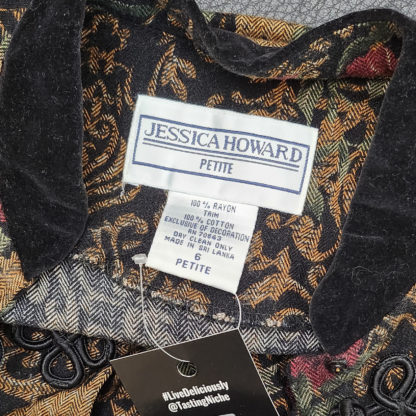 JESSICA HOWARD
PETITE
100 % RAYON
TRIM
100 % COTTON
EXCLUSIVE OF DECORATION
RN 70643
DRY CLEAN ONLY
MADE IN SRI LANKA
6
PETITE
#LiveDeliciously
@TastingNiche